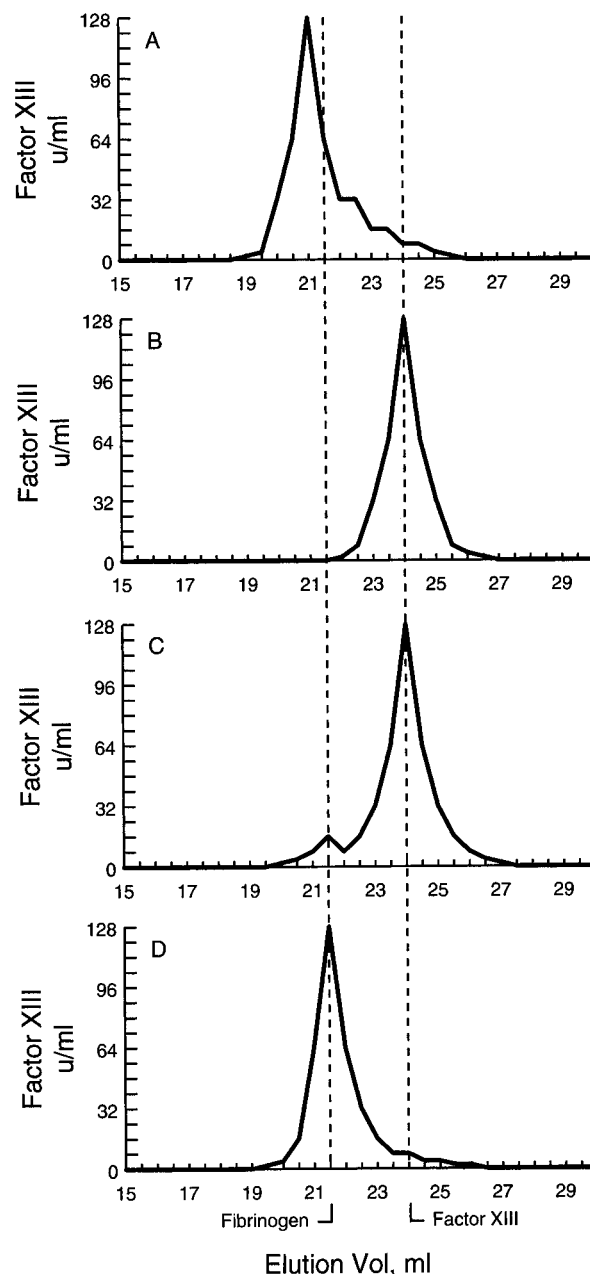 A
Factor XIII
u/ml
128
96
64
32
0
15 17 19 21 23 25 27 29
B
Factor XIII
u/ml
128
96
64
32
0
15 17 19 21 23 25 27 29
C
Factor XIII
u/ml
128
96
64
32
0
15 17 19 21 23 25 27 29
D
Factor XIII
u/ml
128
96
64
32
0
15 17 19 21 23 25 27 29
Fibrinogen Factor XIII
Elution Vol, ml